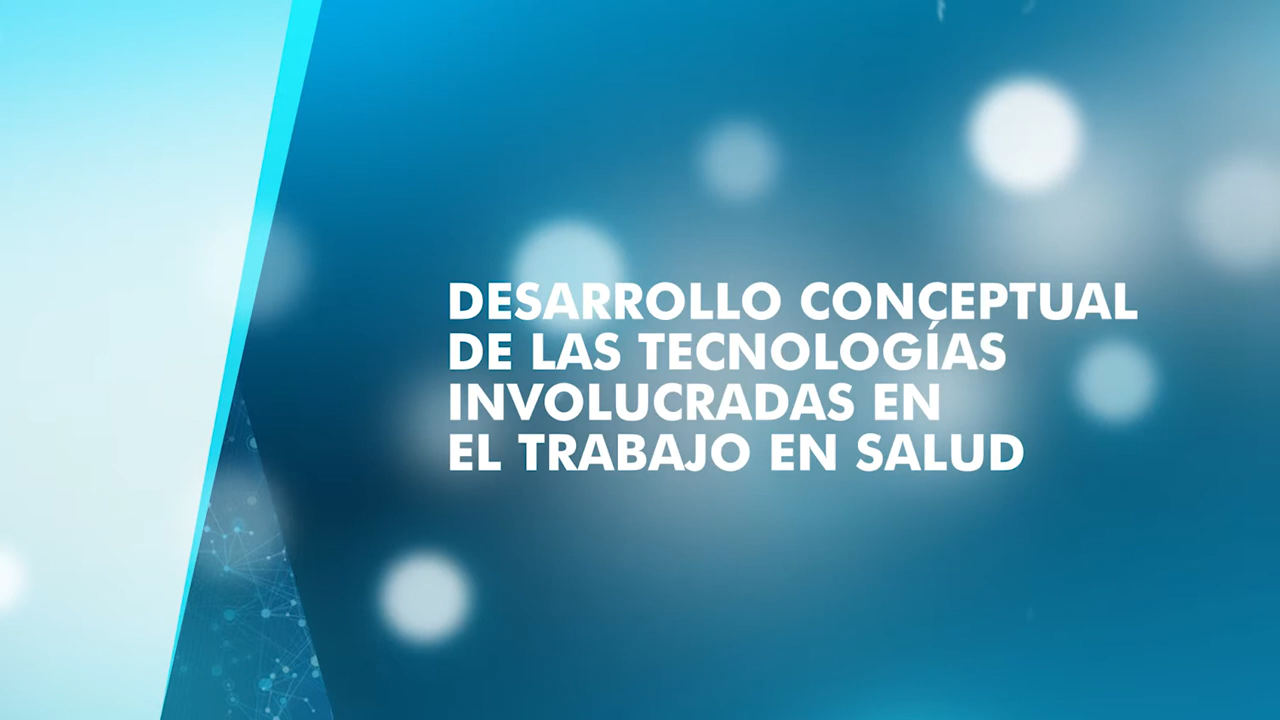 DESARROLLO CONCEPTUAL
DE LAS TECNOLOGÍAS
INVOLUCRADAS EN
EL TRABAJO EN SALUD